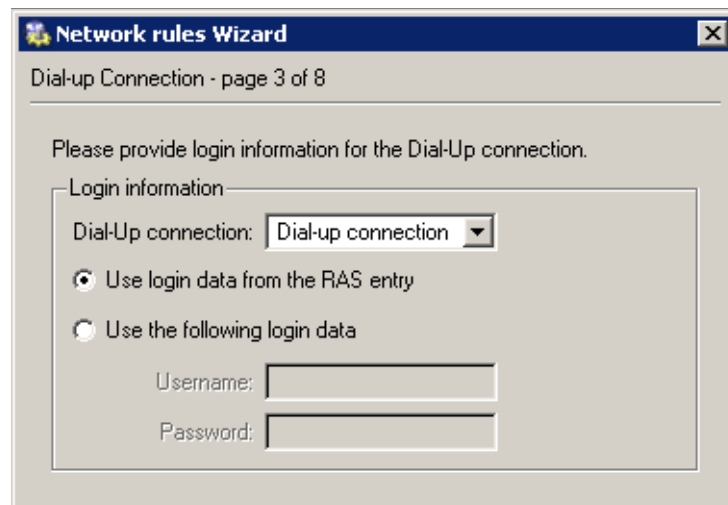 Network rules Wizard
Dial-up Connection - page 3 of 8
Please provide login information for the Dial-Up connection.
Login information
Dial-Up connection: Dial-up connection
Use login data from the RAS entry
Use the following login data
Username:
Password: